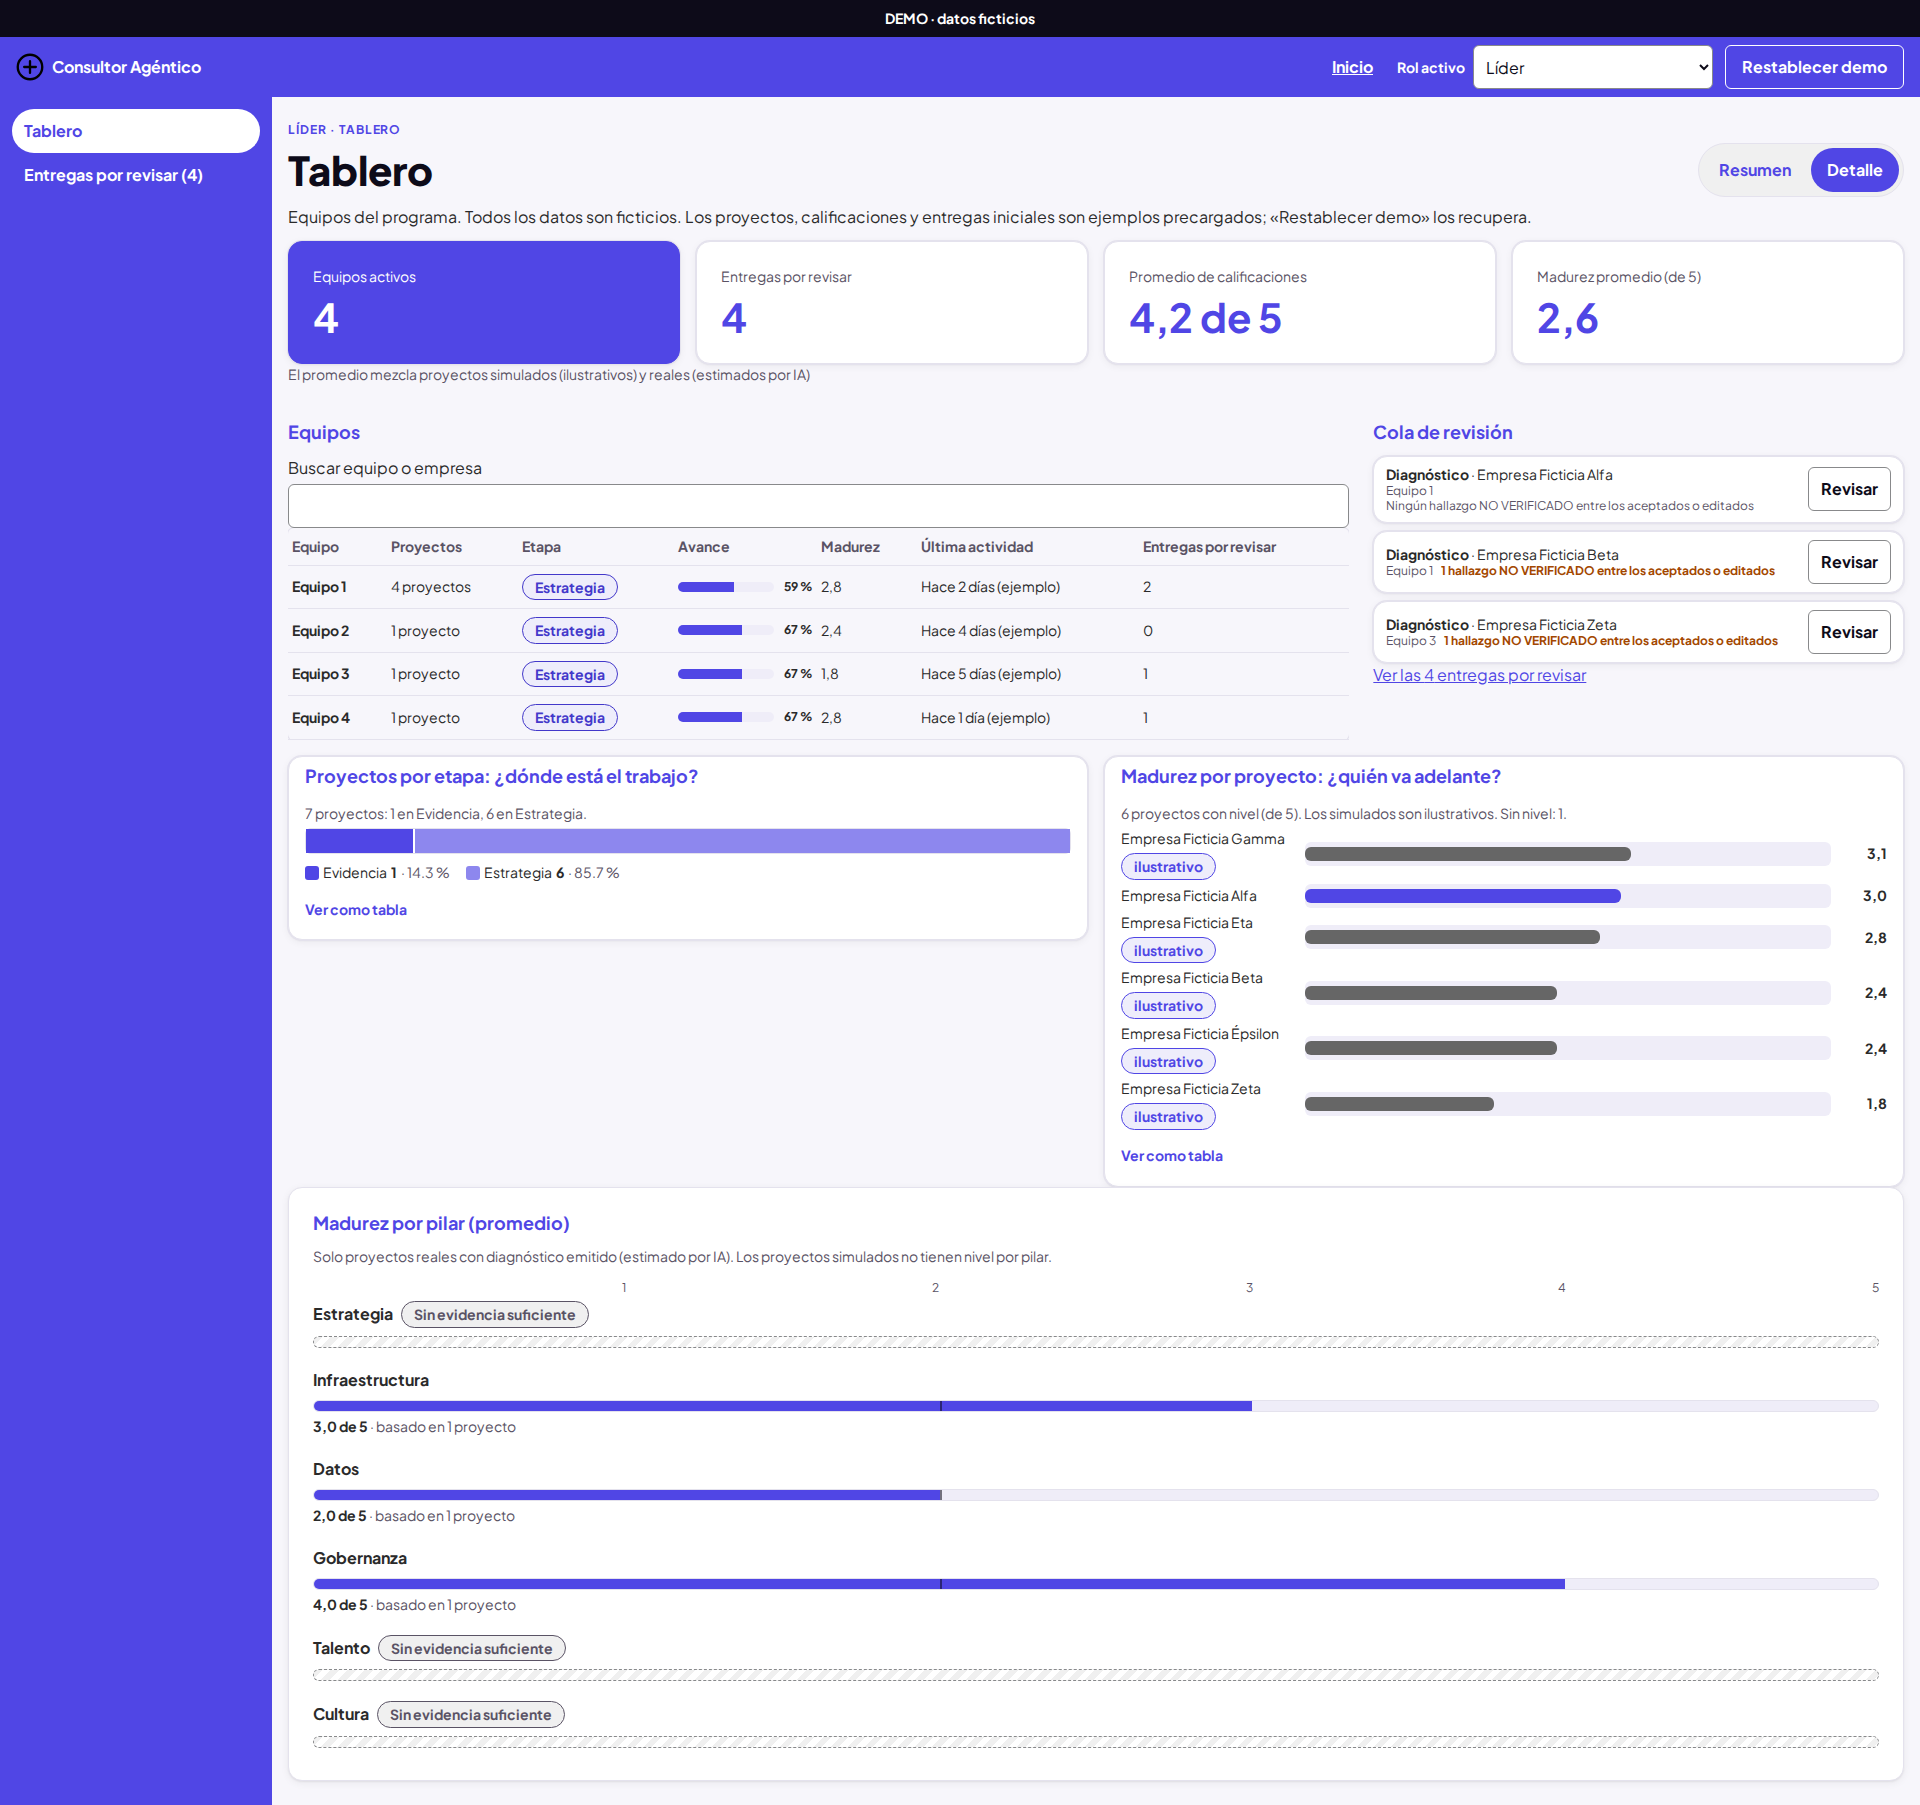 DEMO · datos ficticios
Consultor Agéntico
Inicio
Rol activo
Líder
Restablecer demo
Tablero
Entregas por revisar (4)
LÍDER · TABLERO
Tablero
Resumen
Detalle
Equipos del programa. Todos los datos son ficticios. Los proyectos, calificaciones y entregas iniciales son ejemplos precargados; «Restablecer demo» los recupera.
Equipos activos
4
Entregas por revisar
4
Promedio de calificaciones
4,2 de 5
Madurez promedio (de 5)
2,6
El promedio mezcla proyectos simulados (ilustrativos) y reales (estimados por IA)
Equipos
Buscar equipo o empresa
Equipo Proyectos Etapa Avance Madurez Última actividad Entregas por revisar
Equipo 1 4 proyectos Estrategia 59 % 2,8 Hace 2 días (ejemplo) 2
Equipo 2 1 proyecto Estrategia 67 % 2,4 Hace 4 días (ejemplo) 0
Equipo 3 1 proyecto Estrategia 67 % 1,8 Hace 5 días (ejemplo) 1
Equipo 4 1 proyecto Estrategia 67 % 2,8 Hace 1 día (ejemplo) 1
Cola de revisión
Diagnóstico · Empresa Ficticia Alfa
Equipo 1
Ningún hallazgo NO VERIFICADO entre los aceptados o editados
Revisar
Diagnóstico · Empresa Ficticia Beta
Equipo 1 1 hallazgo NO VERIFICADO entre los aceptados o editados
Revisar
Diagnóstico · Empresa Ficticia Zeta
Equipo 3 1 hallazgo NO VERIFICADO entre los aceptados o editados
Revisar
Ver las 4 entregas por revisar
Proyectos por etapa: ¿dónde está el trabajo?
7 proyectos: 1 en Evidencia, 6 en Estrategia.
Evidencia 1 · 14.3 % Estrategia 6 · 85.7 %
Ver como tabla
Madurez por proyecto: ¿quién va adelante?
6 proyectos con nivel (de 5). Los simulados son ilustrativos. Sin nivel: 1.
Empresa Ficticia Gamma
ilustrativo
3,1
Empresa Ficticia Alfa
3,0
Empresa Ficticia Eta
ilustrativo
2,8
Empresa Ficticia Beta
ilustrativo
2,4
Empresa Ficticia Épsilon
ilustrativo
2,4
Empresa Ficticia Zeta
ilustrativo
1,8
Ver como tabla
Madurez por pilar (promedio)
Solo proyectos reales con diagnóstico emitido (estimado por IA). Los proyectos simulados no tienen nivel por pilar.
1 2 3 4 5
Estrategia Sin evidencia suficiente
Infraestructura
3,0 de 5 · basado en 1 proyecto
Datos
2,0 de 5 · basado en 1 proyecto
Gobernanza
4,0 de 5 · basado en 1 proyecto
Talento Sin evidencia suficiente
Cultura Sin evidencia suficiente